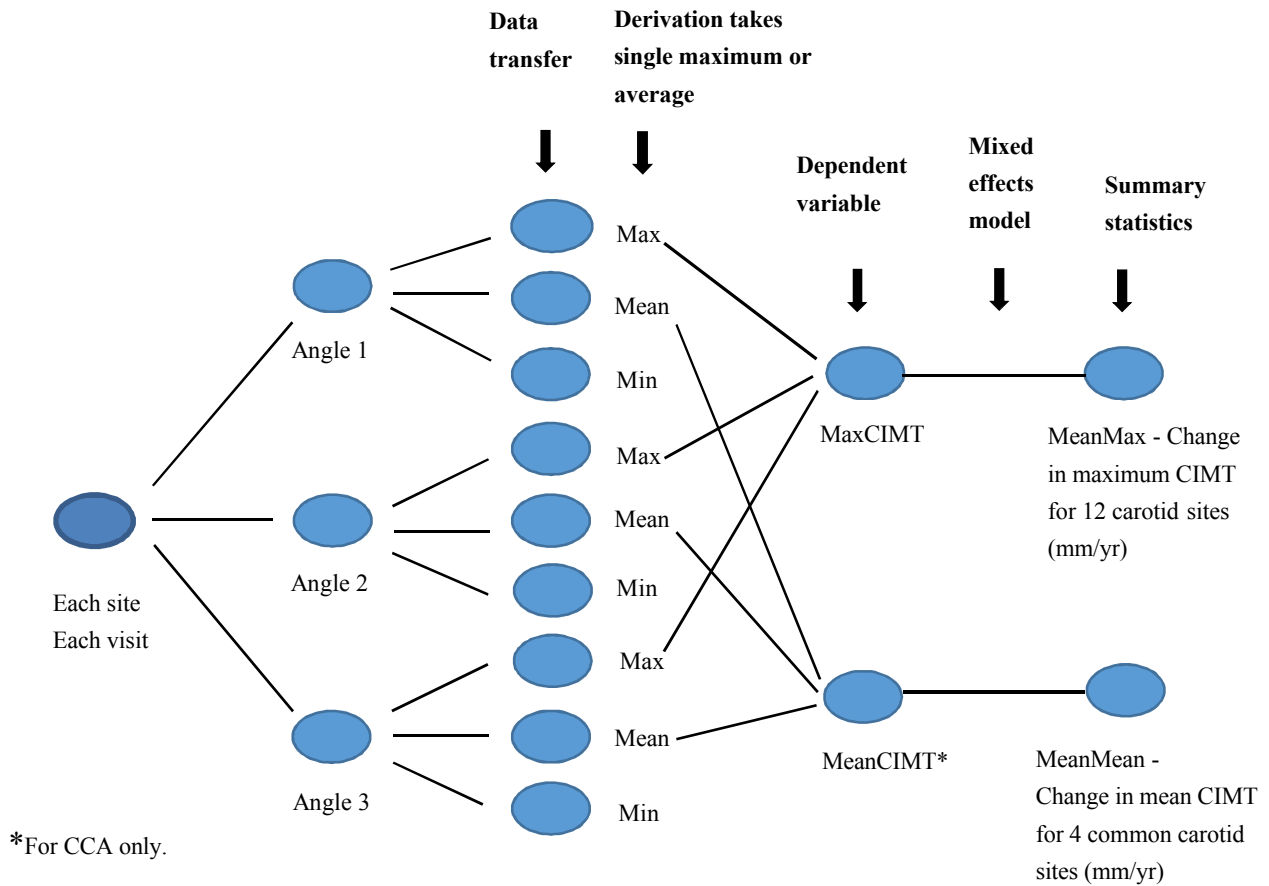 Data
transfer
Derivation takes
single maximum or
average
Dependent
variable
Mixed
effects
model
Summary
statistics
Each site
Each visit
Angle 1
Angle 2
Angle 3
Max
Mean
Min
Max
Mean
Min
Max
Mean
Min
MaxCIMT
MeanCIMT*
MeanMax - Change
in maximum CIMT
for 12 carotid sites
(mm/yr)
MeanMean -
Change in mean CIMT
for 4 common carotid
sites (mm/yr)
*For CCA only.